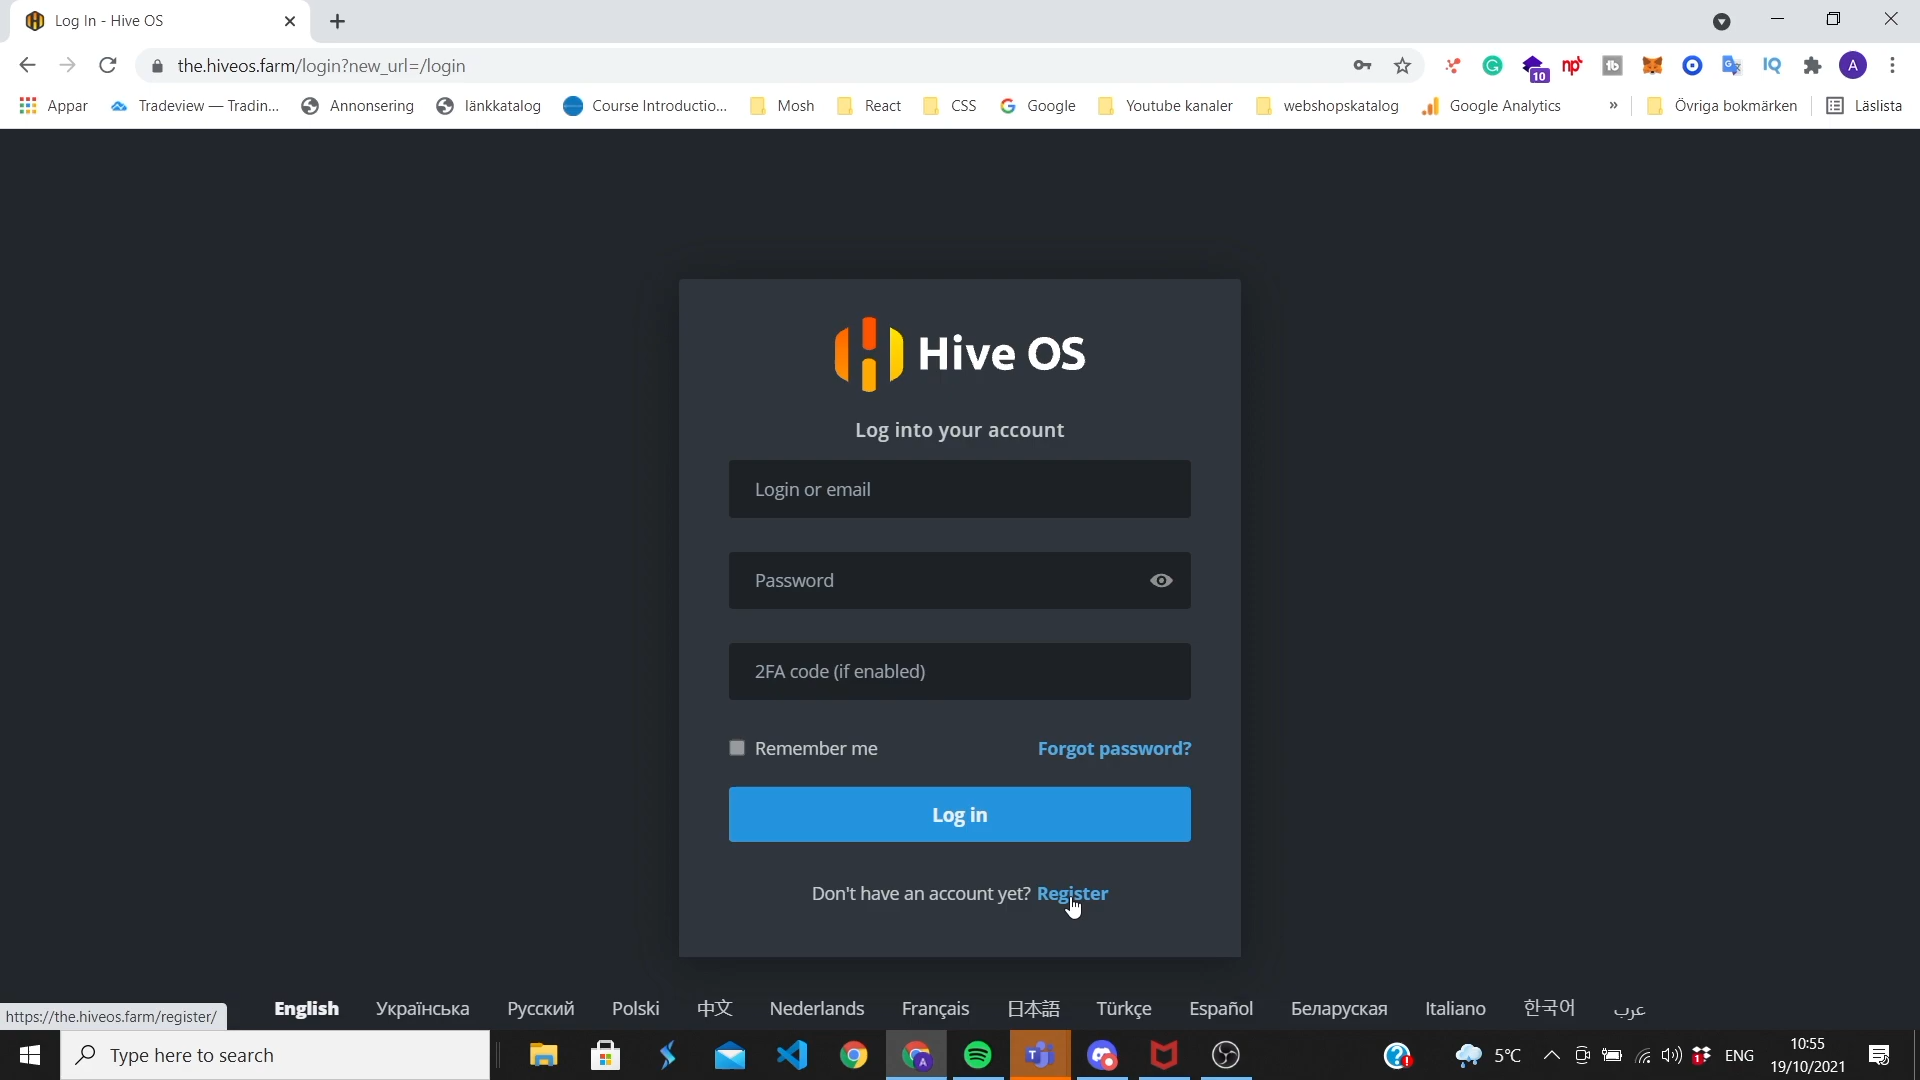 Log In - Hive OS
the.hiveos.farm/login?new_url=/login
10
A
Appar
Tradeview — Tradin...
Annonsering
länkkatalog
Course Introductio...
Mosh
React
CSS
Google
Youtube kanaler
webshopskatalog
Google Analytics
»
Övriga bokmärken
Läslista
Hive OS
Log into your account
Login or email
Password
2FA code (if enabled)
Remember me
Forgot password?
Log in
Don't have an account yet? Register
English Українська Русский Polski 中文 Nederlands Français 日本語 Türkçe Español Беларуская Italiano 한국어 عرب
https://the.hiveos.farm/register/
Type here to search
5°C
ENG
10:55
19/10/2021